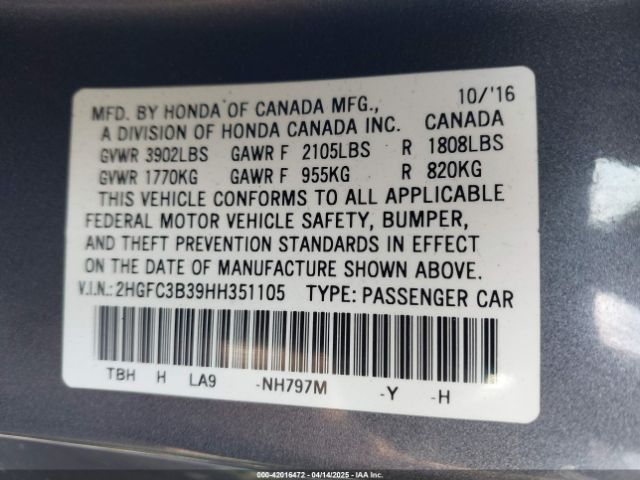 MFD. BY HONDA OF CANADA MFG., 10/'16
A DIVISION OF HONDA CANADA INC. CANADA
GVWR 3902LBS GAWR F 2105LBS R 1808LBS
GVWR 1770KG GAWR F 955KG R 820KG
THIS VEHICLE CONFORMS TO ALL APPLICABLE
FEDERAL MOTOR VEHICLE SAFETY, BUMPER,
AND THEFT PREVENTION STANDARDS IN EFFECT
ON THE DATE OF MANUFACTURE SHOWN ABOVE.
V.I.N.:2HGFC3B39HH351105 TYPE: PASSENGER CAR
TBH H LA9 -NH797M -Y -H
000-42016472 04/14/2025 IAA Inc.